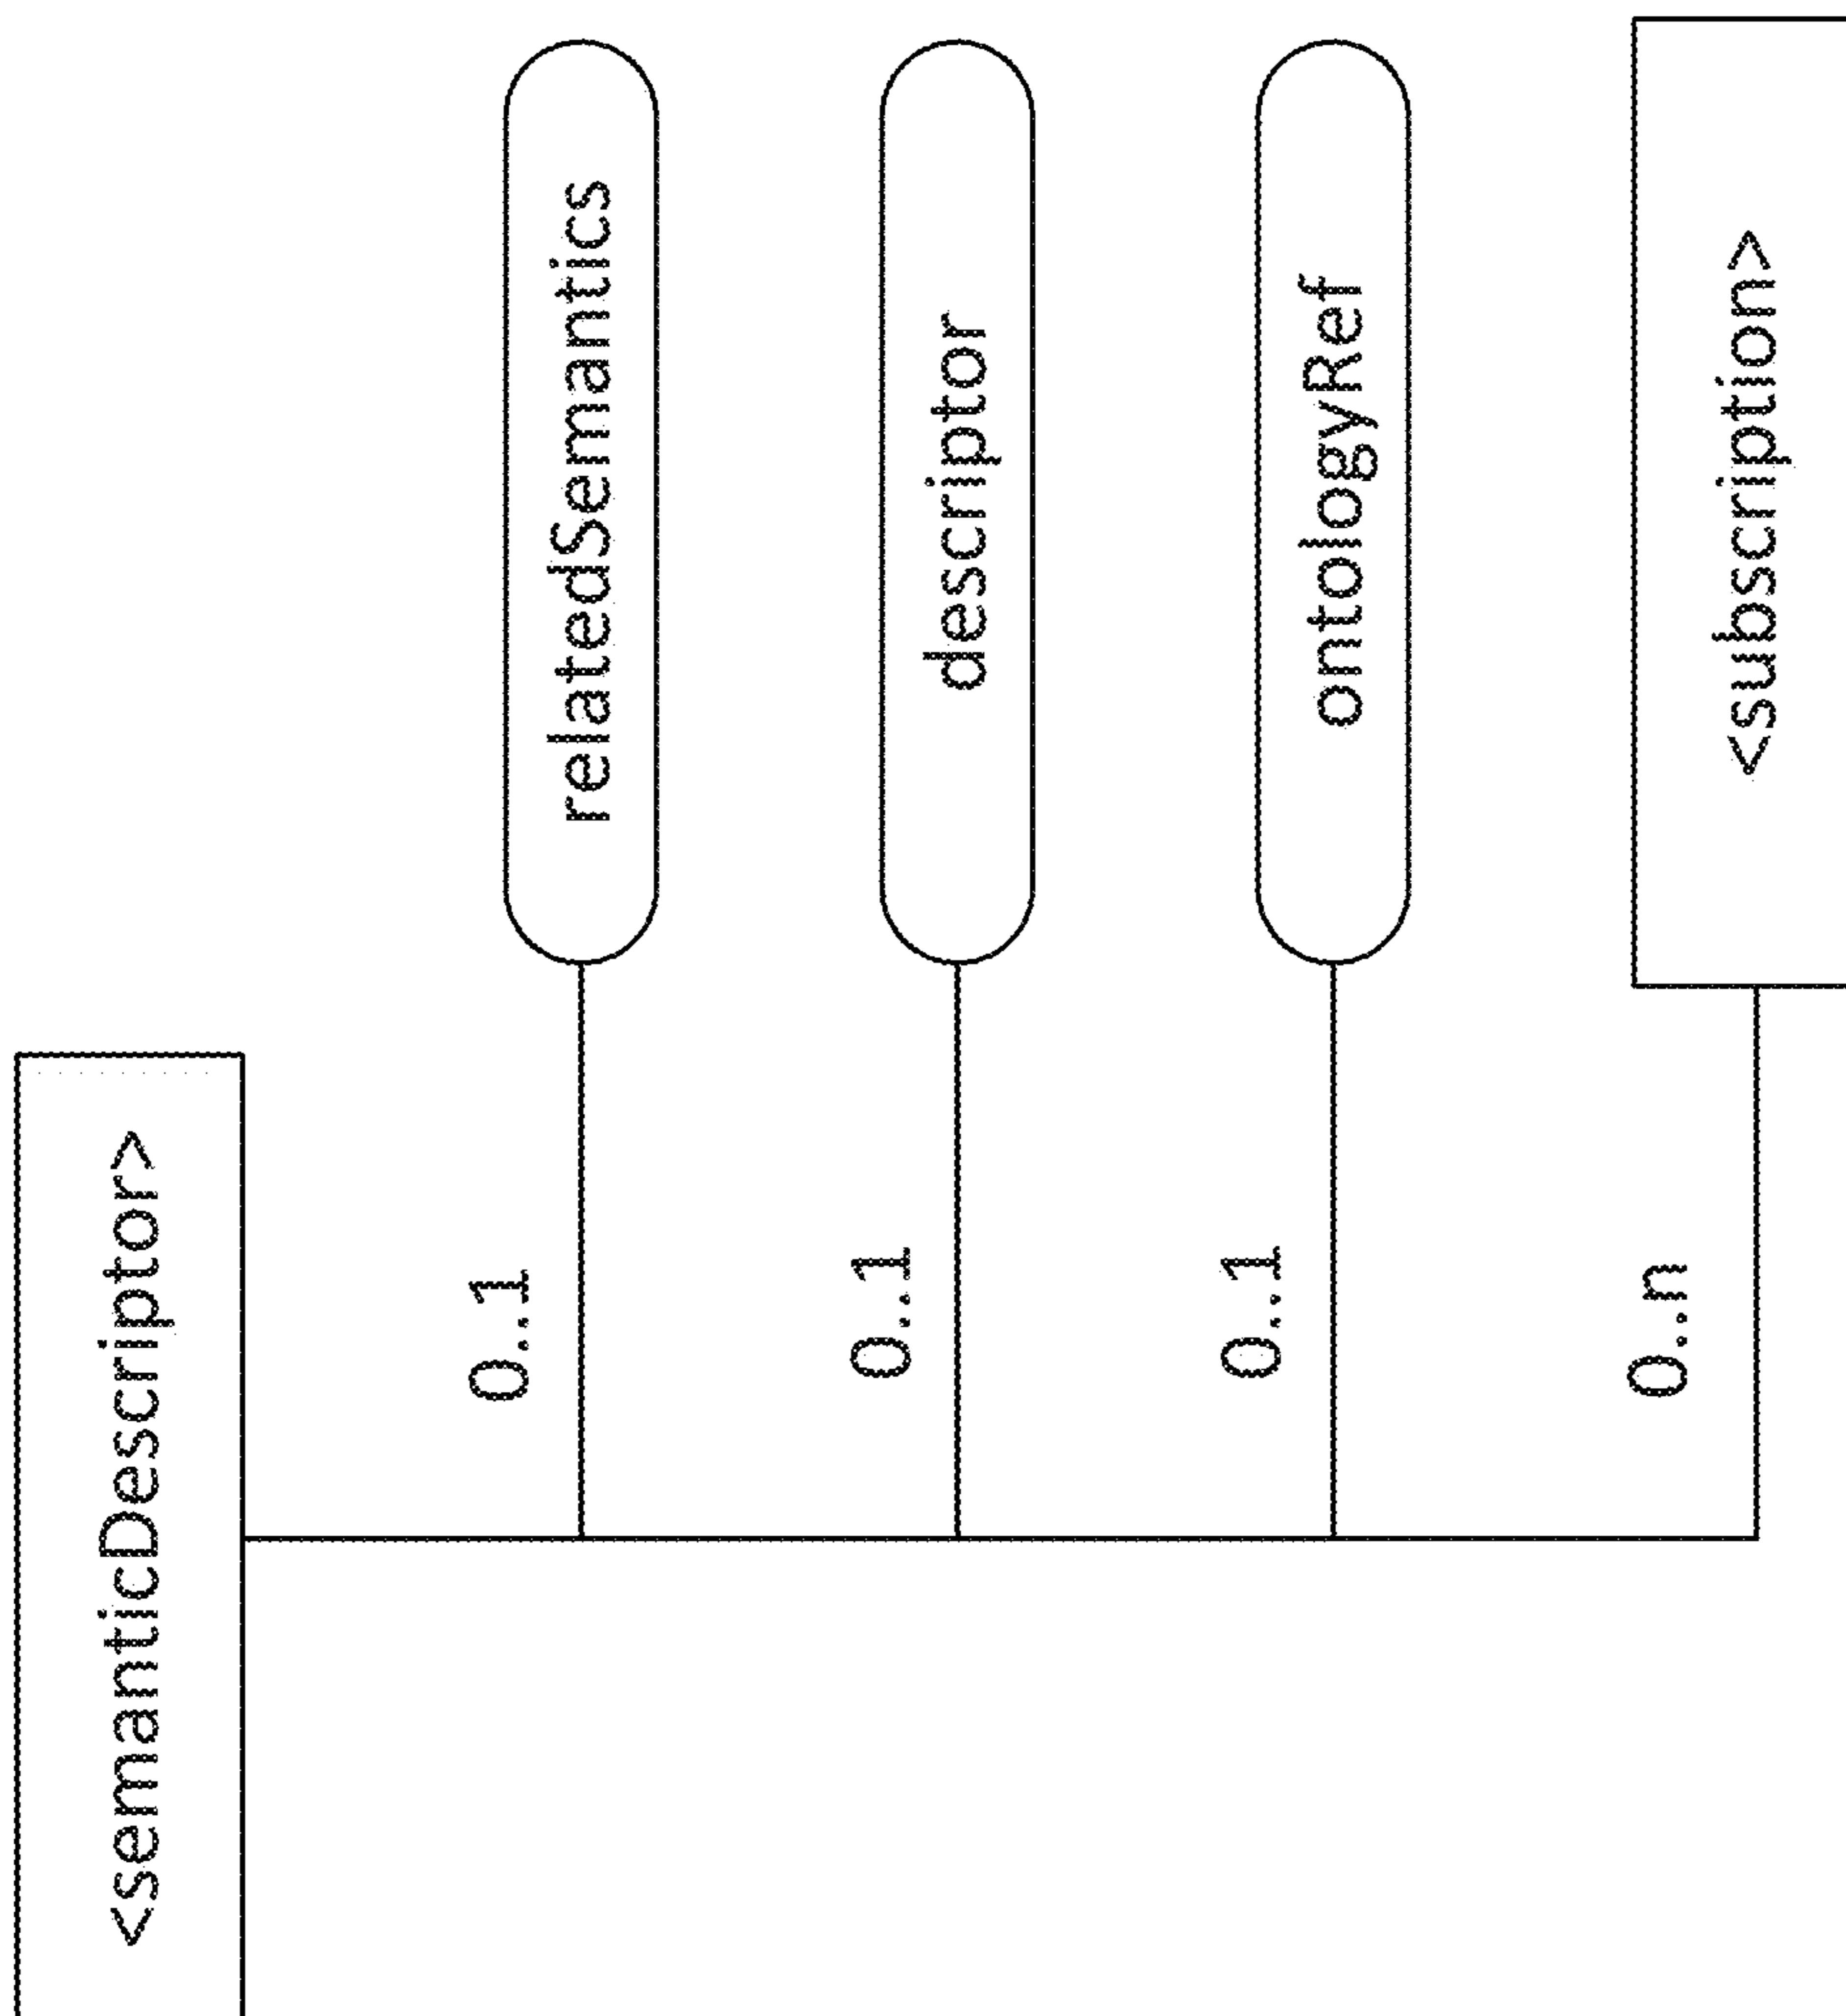 <semanticDescriptor>
0..1
relatedSemantics
0..1
descriptor
0..1
ontologyRef
0..n
<subscription>